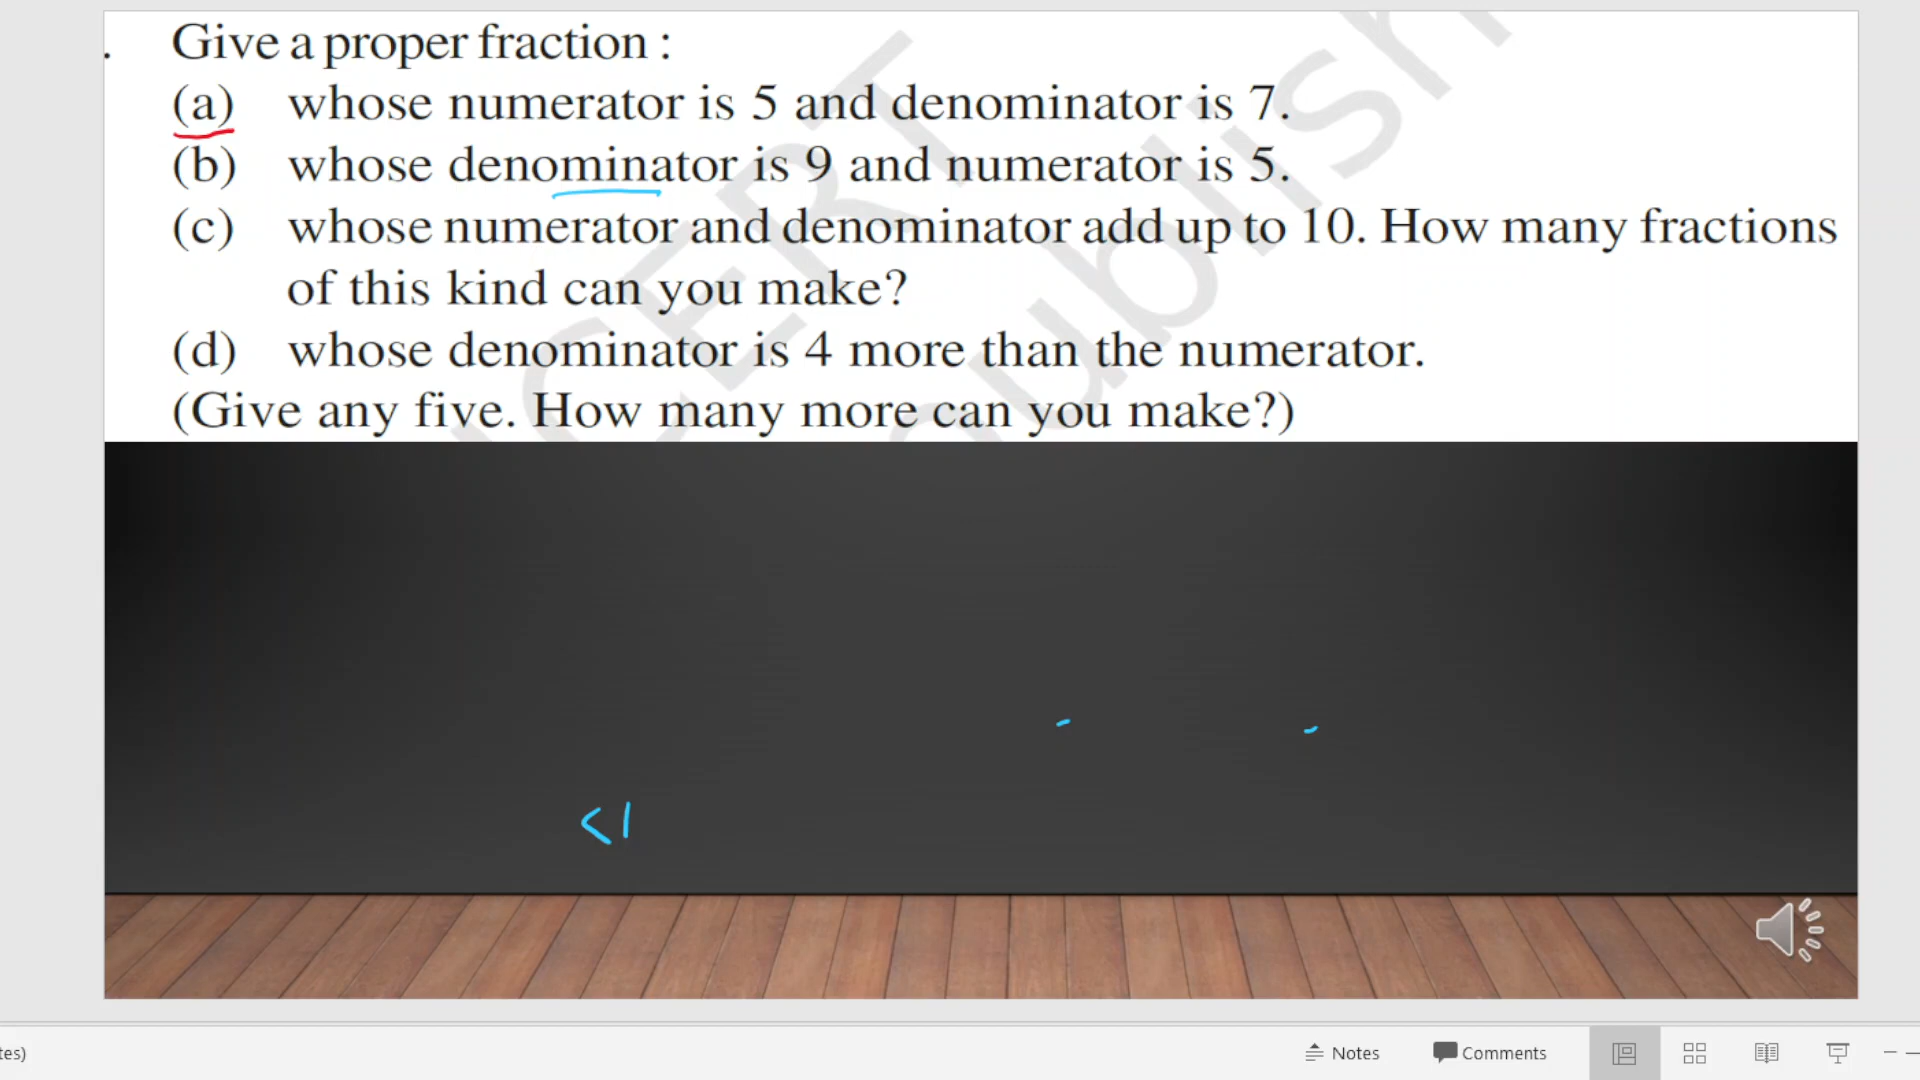 . Give a proper fraction :
(a) whose numerator is 5 and denominator is 7.
(b) whose denominator is 9 and numerator is 5.
(c) whose numerator and denominator add up to 10. How many fractions
of this kind can you make?
(d) whose denominator is 4 more than the numerator.
(Give any five. How many more can you make?)
<1
tes)
Notes
Comments